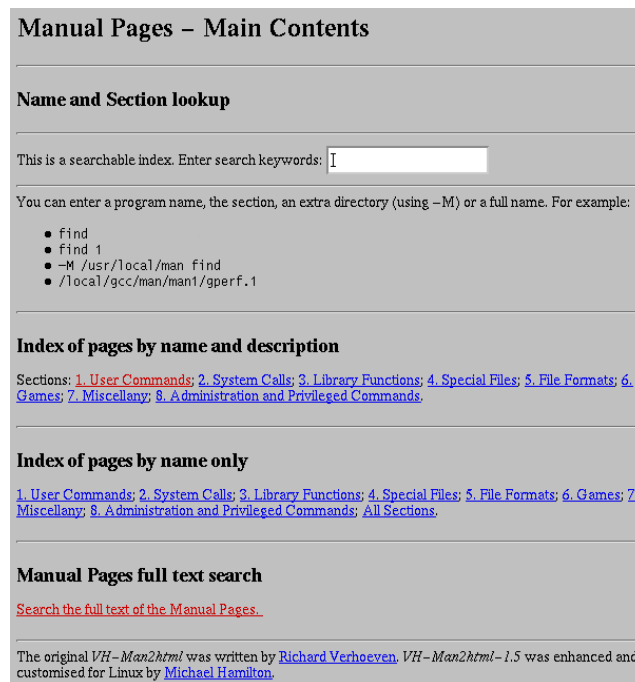 Manual Pages – Main Contents
Name and Section lookup
This is a searchable index. Enter search keywords:
You can enter a program name, the section, an extra directory (using –M) or a full name. For example:
• find
• find 1
• –M /usr/local/man find
• /local/gcc/man/man1/gperf.1
Index of pages by name and description
Sections: 1. User Commands; 2. System Calls; 3. Library Functions; 4. Special Files; 5. File Formats; 6.
Games; 7. Miscellany; 8. Administration and Privileged Commands.
Index of pages by name only
1. User Commands; 2. System Calls; 3. Library Functions; 4. Special Files; 5. File Formats; 6. Games; 7
Miscellany; 8. Administration and Privileged Commands; All Sections.
Manual Pages full text search
Search the full text of the Manual Pages.
The original VH–Man2html was written by Richard Verhoeven. VH–Man2html–1.5 was enhanced and
customised for Linux by Michael Hamilton.